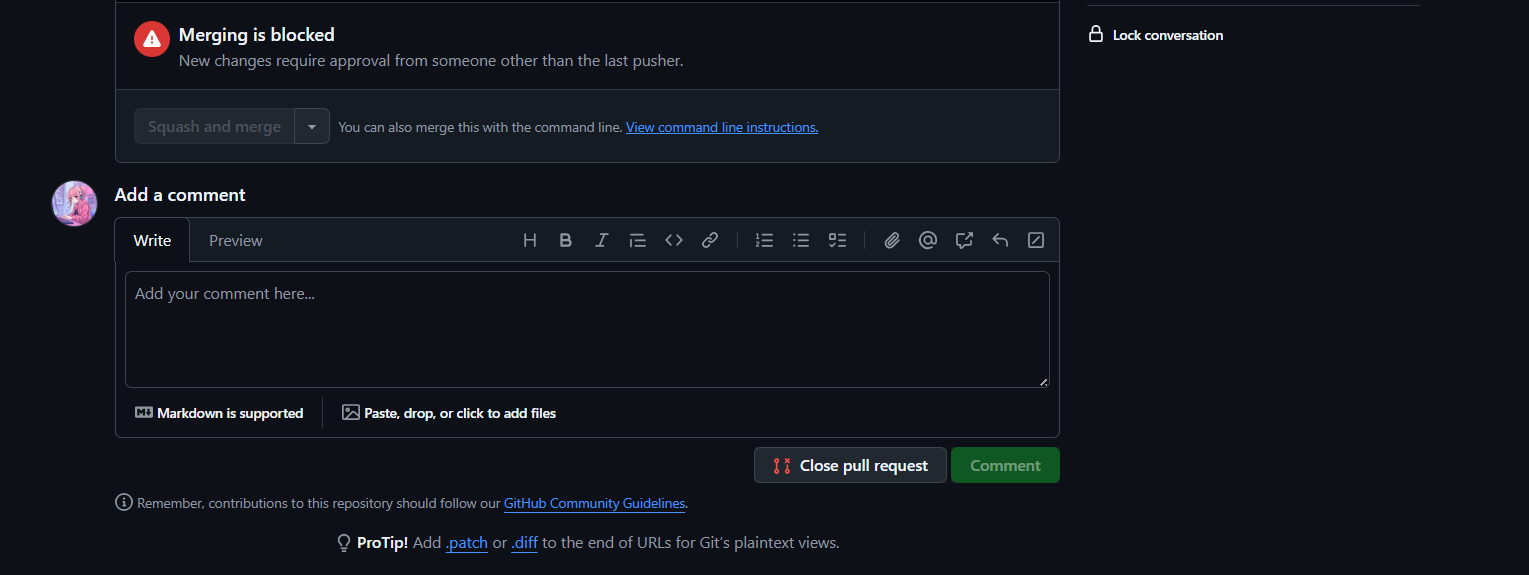 Merging is blocked
New changes require approval from someone other than the last pusher.
Lock conversation
Squash and merge
You can also merge this with the command line. View command line instructions.
Add a comment
Write
Preview
Add your comment here...
Markdown is supported
Paste, drop, or click to add files
Close pull request
Comment
Remember, contributions to this repository should follow our GitHub Community Guidelines.
ProTip! Add .patch or .diff to the end of URLs for Git's plaintext views.